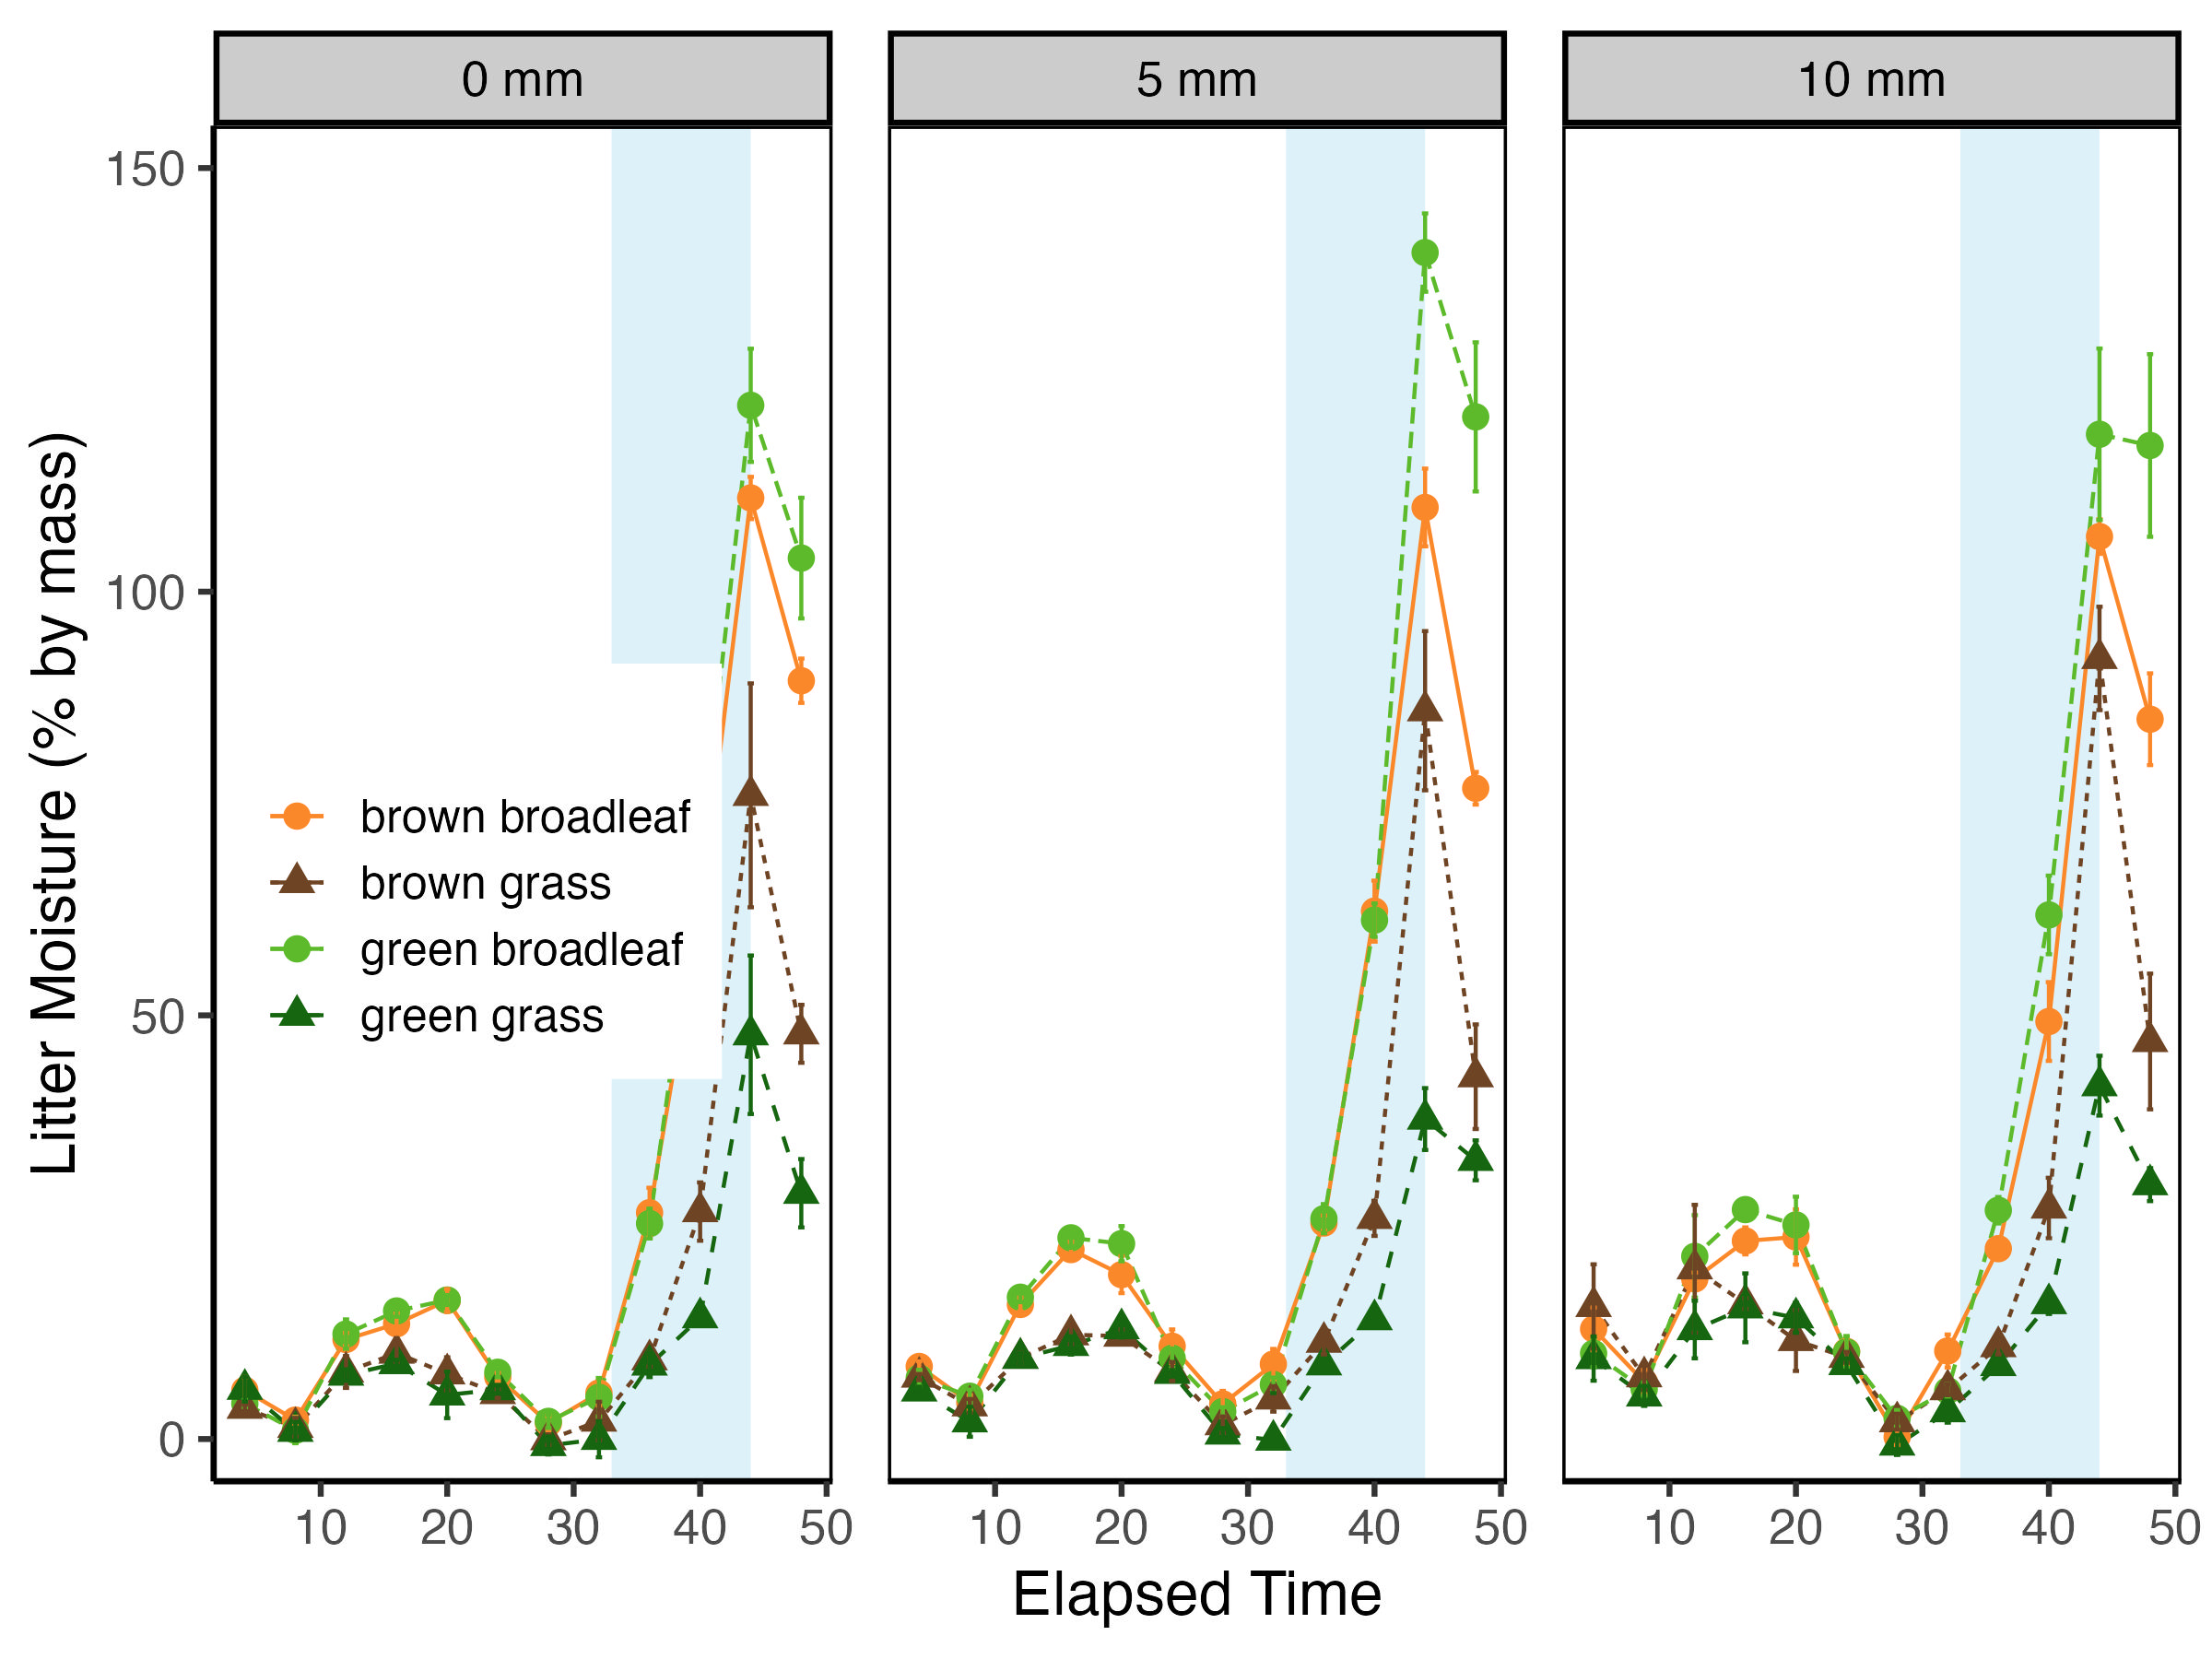 0 mm
5 mm
10 mm
Litter Moisture (% by mass)
150
100
50
0
brown broadleaf
brown grass
green broadleaf
green grass
10 20 30 40 50
10 20 30 40 50
10 20 30 40 50
Elapsed Time